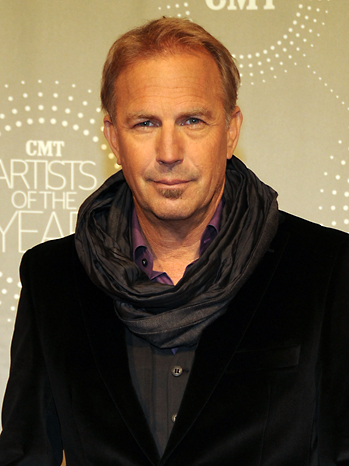 CMT
CMT
ARTISTS
OF THE
YEAR